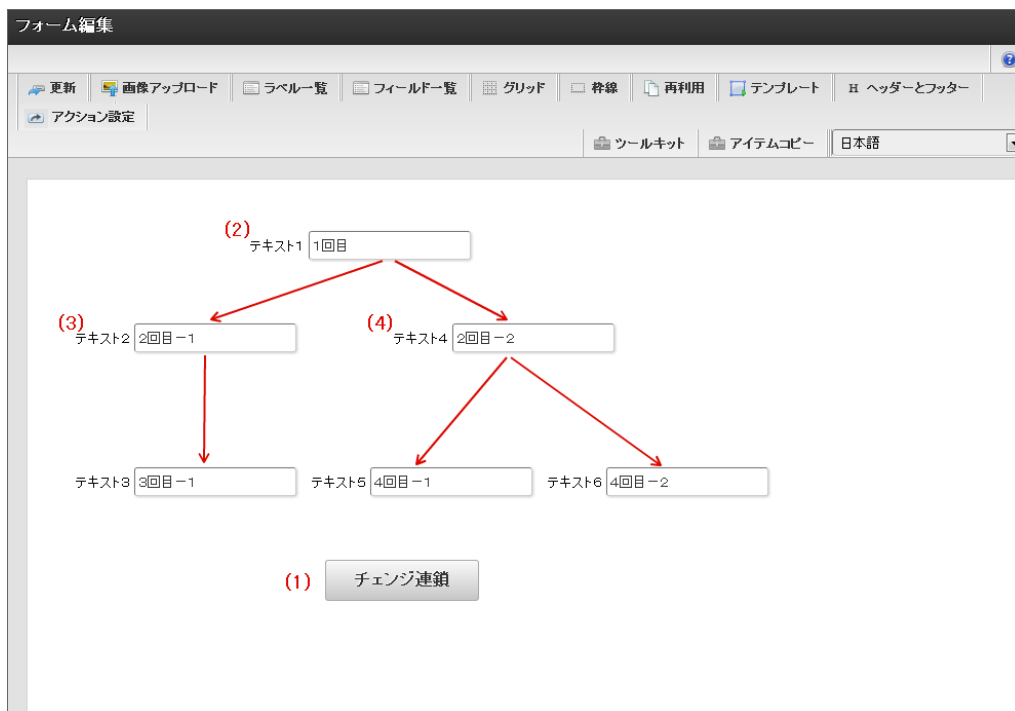 フォーム編集
更新 画像アップロード ラベル一覧 フィールド一覧 グリッド 枠線 再利用 テンプレート H ヘッダーとフッター
アクション設定
ツールキット アイテムコピー 日本語
(2)
テキスト1 1回目
(3) (4)
テキスト2 2回目－1 テキスト4 2回目－2
テキスト3 3回目－1 テキスト5 4回目－1 テキスト6 4回目－2
(1) チェンジ連鎖